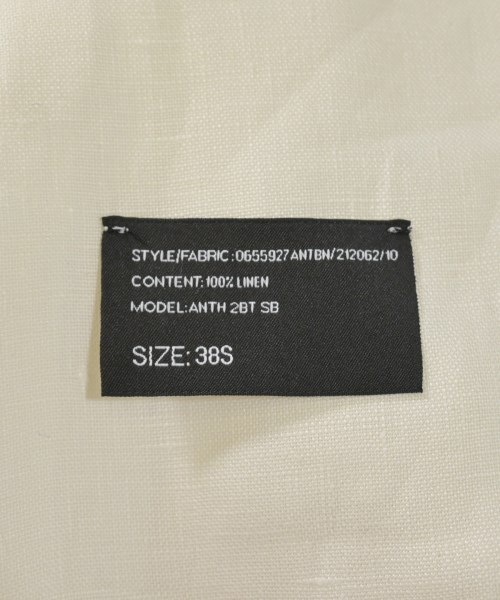 STYLE/FABRIC:0655927ANTBN/212062/10
CONTENT:100% LINEN
MODEL:ANTH 2BT SB
SIZE: 38S